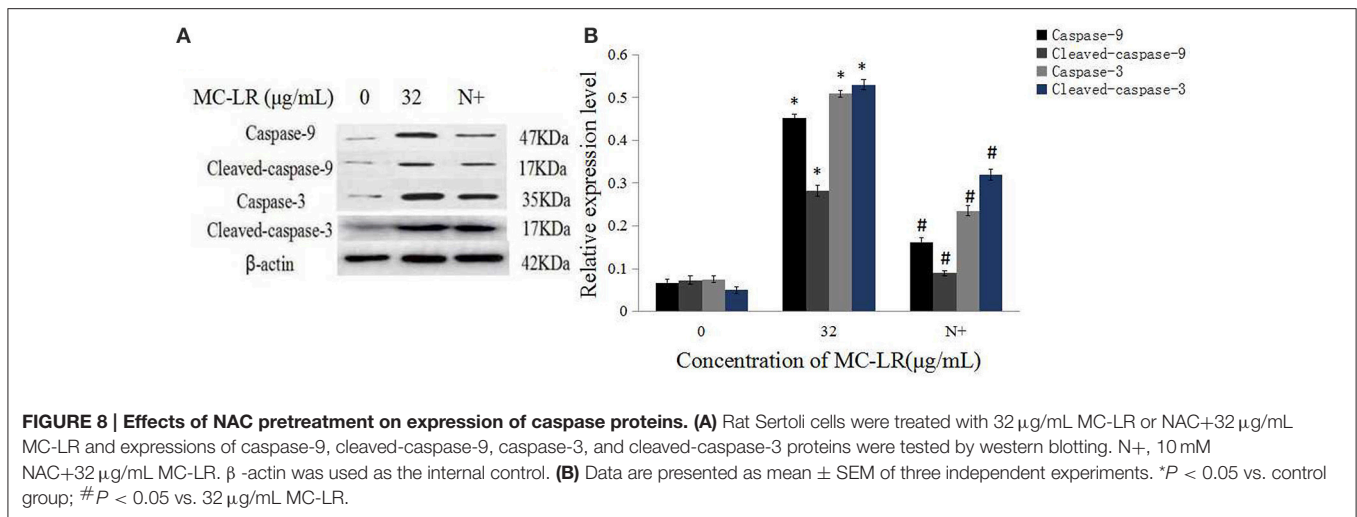 A
MC-LR (μg/mL) 0 32 N+
Caspase-9 47KDa
Cleaved-caspase-9 17KDa
Caspase-3 35KDa
Cleaved-caspase-3 17KDa
β-actin 42KDa
B
Caspase-9
Cleaved-caspase-9
Caspase-3
Cleaved-caspase-3
Relative expression level
0.6
0.5
0.4
0.3
0.2
0.1
0
* * * *
# # # #
0 32 N+
Concentration of MC-LR(μg/mL)
FIGURE 8 | Effects of NAC pretreatment on expression of caspase proteins. (A) Rat Sertoli cells were treated with 32 μg/mL MC-LR or NAC+32 μg/mL
MC-LR and expressions of caspase-9, cleaved-caspase-9, caspase-3, and cleaved-caspase-3 proteins were tested by western blotting. N+, 10 mM
NAC+32 μg/mL MC-LR. β -actin was used as the internal control. (B) Data are presented as mean ± SEM of three independent experiments. *P < 0.05 vs. control
group; #P < 0.05 vs. 32 μg/mL MC-LR.